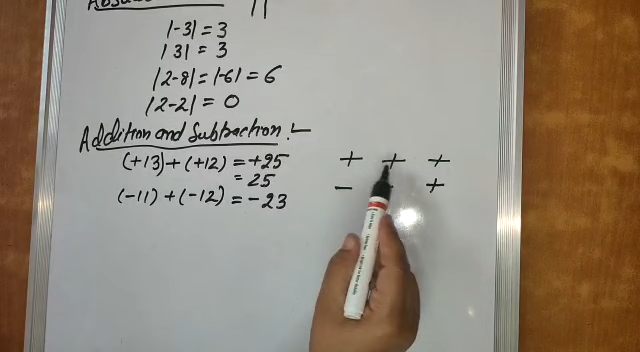 |-3| = 3
|3| = 3
|2-8| = |-6| = 6
|2-2| = 0
Addition and Subtraction:-
(+13) + (+12) = +25
= 25
(-11) + (-12) = -23
+ + +
- +